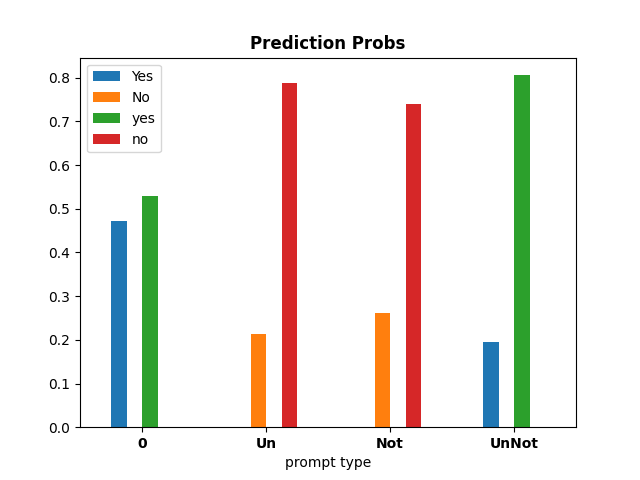 Prediction Probs
Yes
No
yes
no
0.8
0.7
0.6
0.5
0.4
0.3
0.2
0.1
0.0
0 Un Not UnNot
prompt type